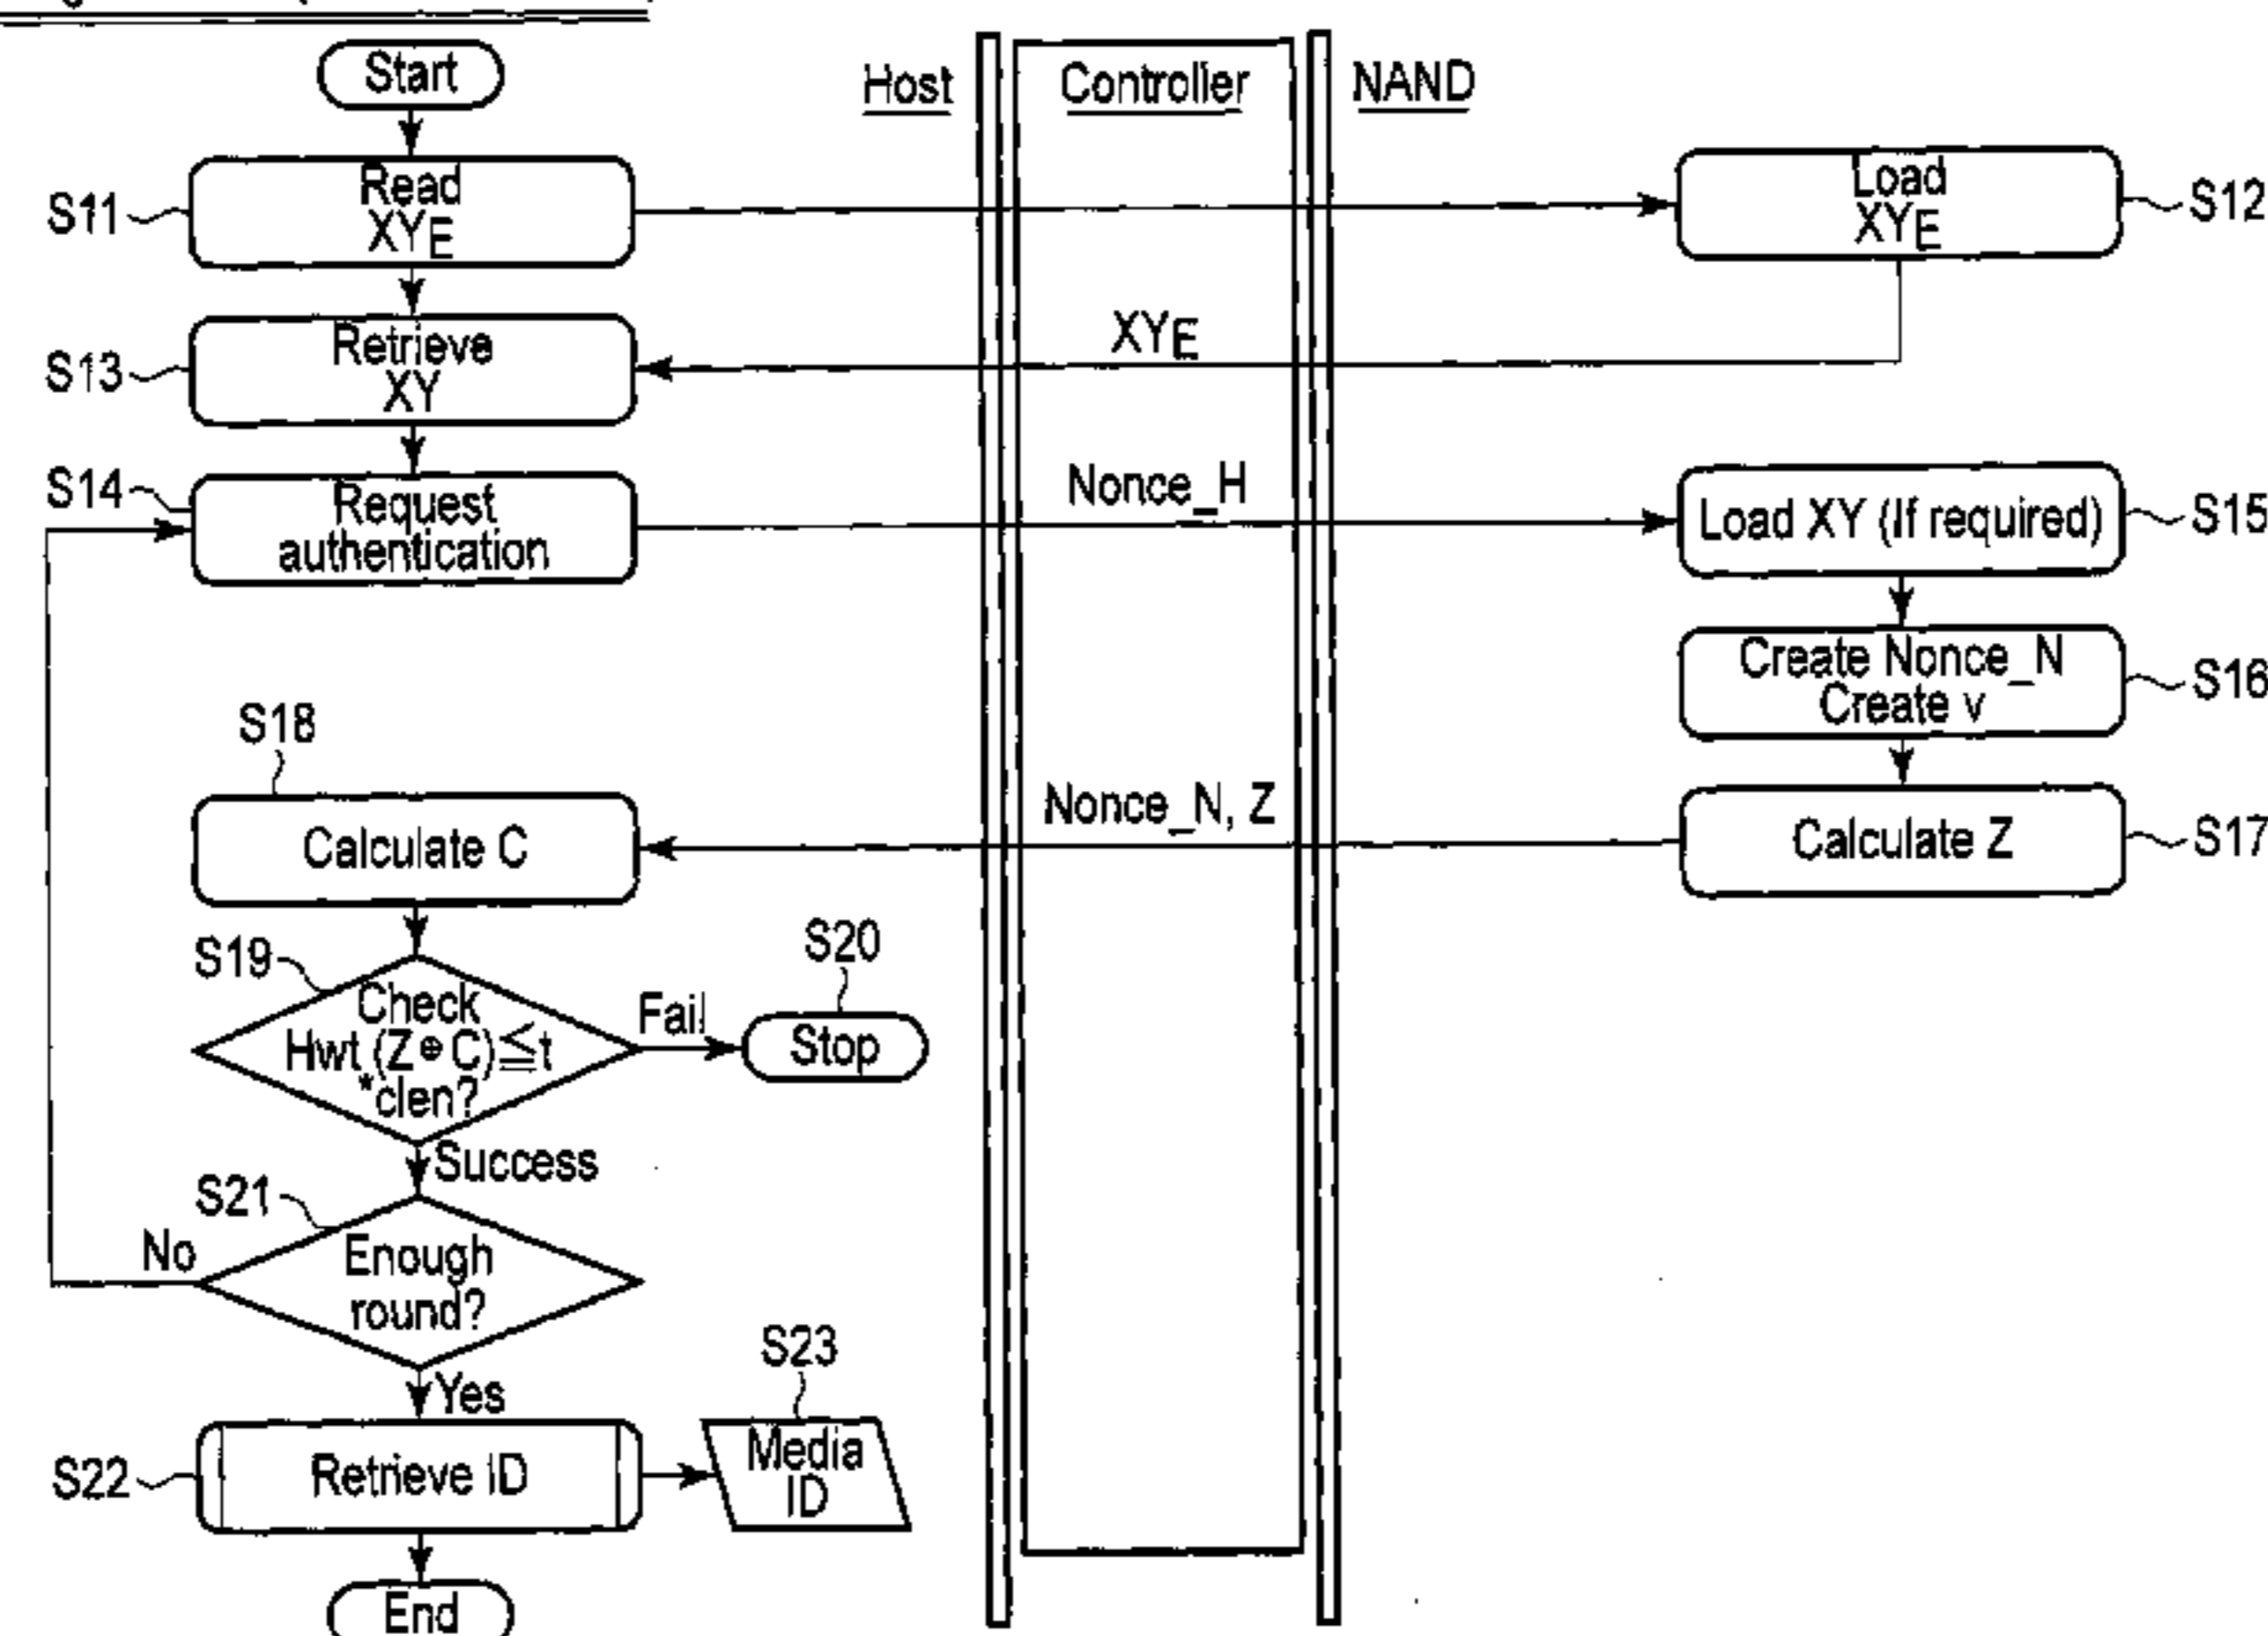 Start
Host
Controller
NAND
S11
Read
XYE
Load
XYE
S12
S13
Retrieve
XY
XYE
S14
Request
authentication
Nonce_H
Load XY (If required)
S15
Create Nonce_N
Create v
S16
S18
Calculate C
Nonce_N, Z
Calculate Z
S17
S19
Check
Hwt (Z⊕C)≦t
*clen?
Fail
S20
Stop
Success
S21
Enough
round?
No
Yes
S22
Retrieve ID
S23
Media
ID
End